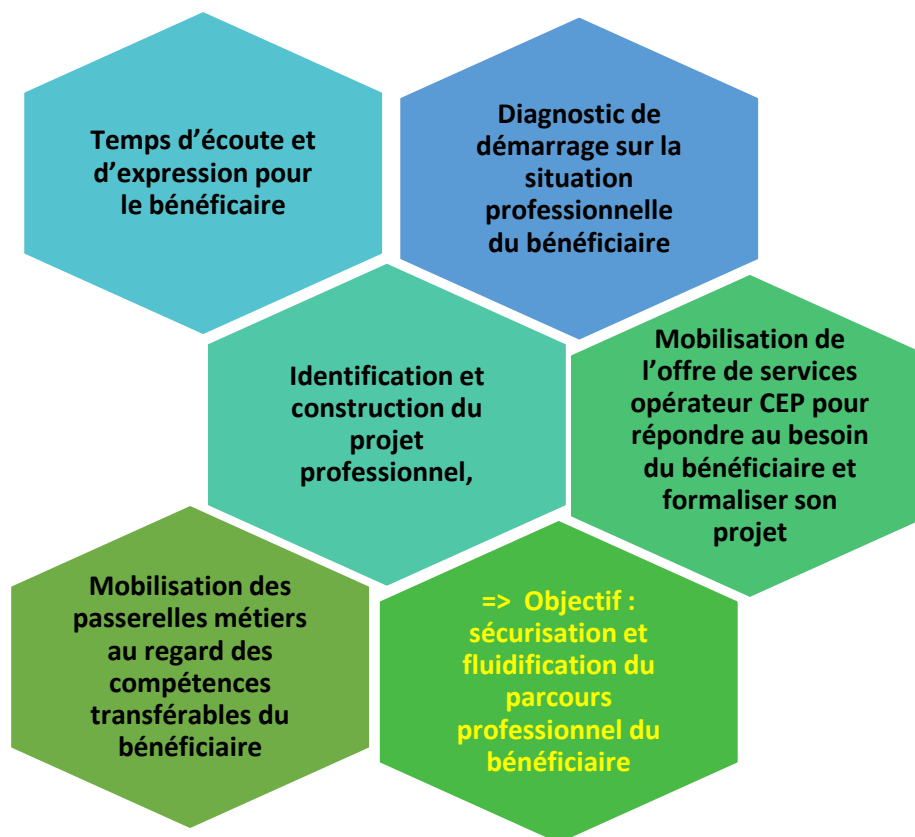 Temps d'écoute et
d'expression pour
le bénéficaire
Diagnostic de
démarrage sur la
situation
professionnelle
du bénéficiaire
Identification et
construction du
projet
professionnel,
Mobilisation de
l'offre de services
opérateur CEP pour
répondre au besoin
du bénéficiaire et
formaliser son
projet
Mobilisation des
passerelles métiers
au regard des
compétences
transférables du
bénéficiaire
=> Objectif :
sécurisation et
fluidification du
parcours
professionnel du
bénéficiaire